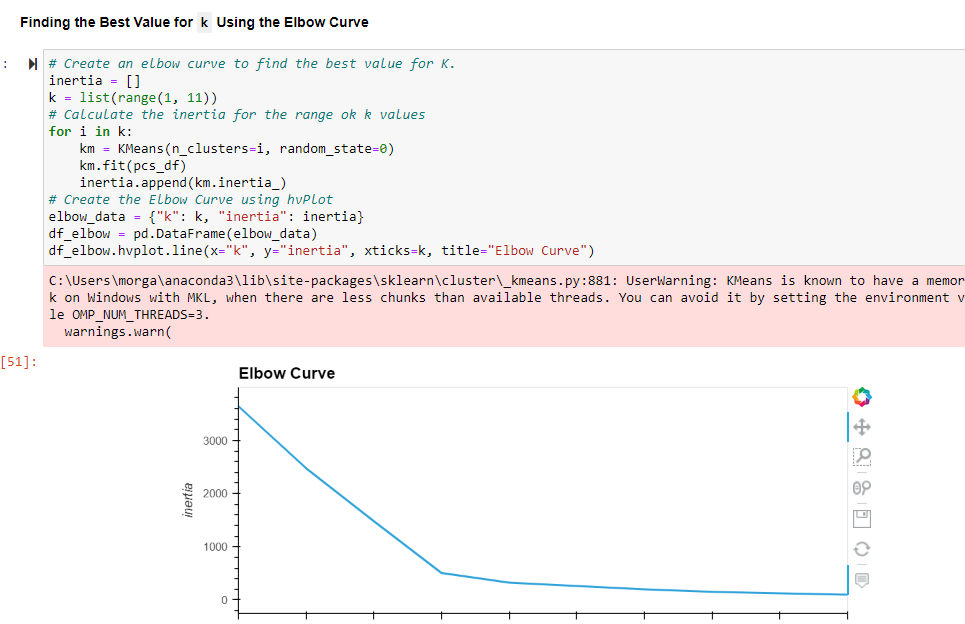 Finding the Best Value for k Using the Elbow Curve
:
# Create an elbow curve to find the best value for K.
inertia = []
k = list(range(1, 11))
# Calculate the inertia for the range ok k values
for i in k:
    km = KMeans(n_clusters=i, random_state=0)
    km.fit(pcs_df)
    inertia.append(km.inertia_)
# Create the Elbow Curve using hvPlot
elbow_data = {"k": k, "inertia": inertia}
df_elbow = pd.DataFrame(elbow_data)
df_elbow.hvplot.line(x="k", y="inertia", xticks=k, title="Elbow Curve")
C:\Users\morga\anaconda3\lib\site-packages\sklearn\cluster\_kmeans.py:881: UserWarning: KMeans is known to have a memor
k on Windows with MKL, when there are less chunks than available threads. You can avoid it by setting the environment v
le OMP_NUM_THREADS=3.
  warnings.warn(
[51]:
Elbow Curve
3000
2000
inertia
1000
0